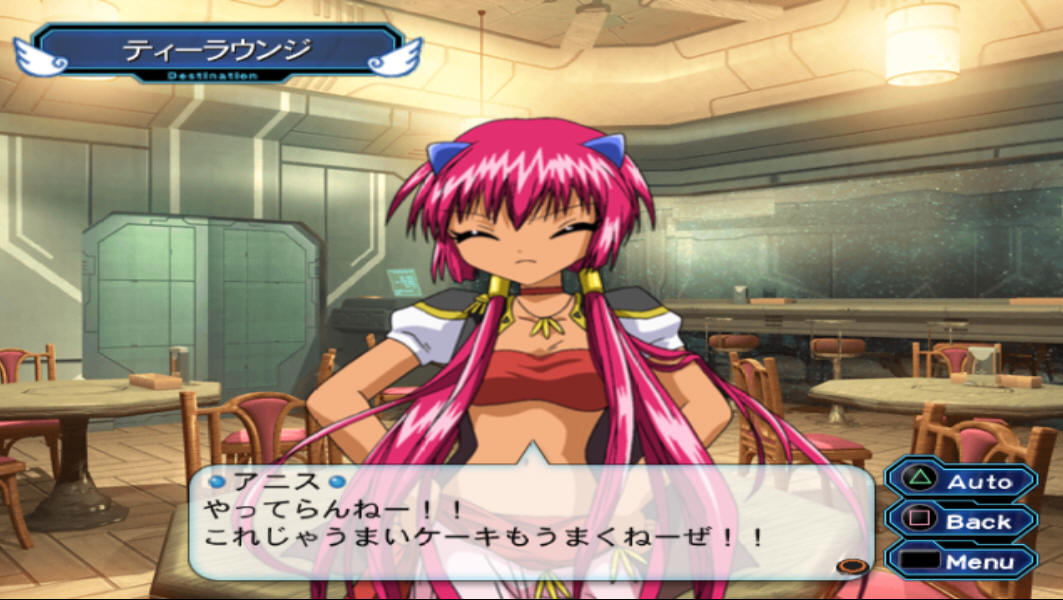 ティーラウンジ
Destination
アニス
やってらんねー！！
これじゃうまいケーキもうまくねーぜ！！
Auto
Back
Menu